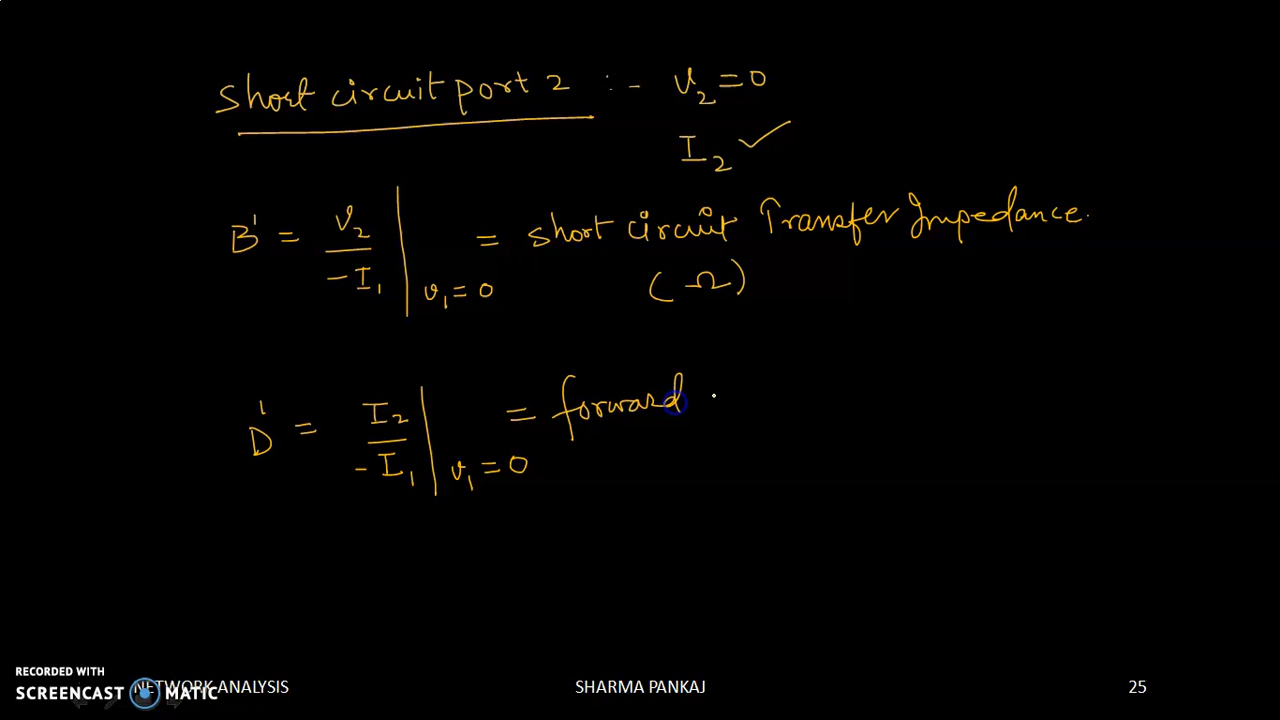 Short circuit port 2 :- V2 = 0
I2 ✓
B' = V2 / -I1 | V1 = 0 = short circuit Transfer Impedance.
(Ω)
D' = I2 / -I1 | V1 = 0 = forward
RECORDED WITH
SCREENCAST MATIC
NETWORK ANALYSIS
SHARMA PANKAJ
25